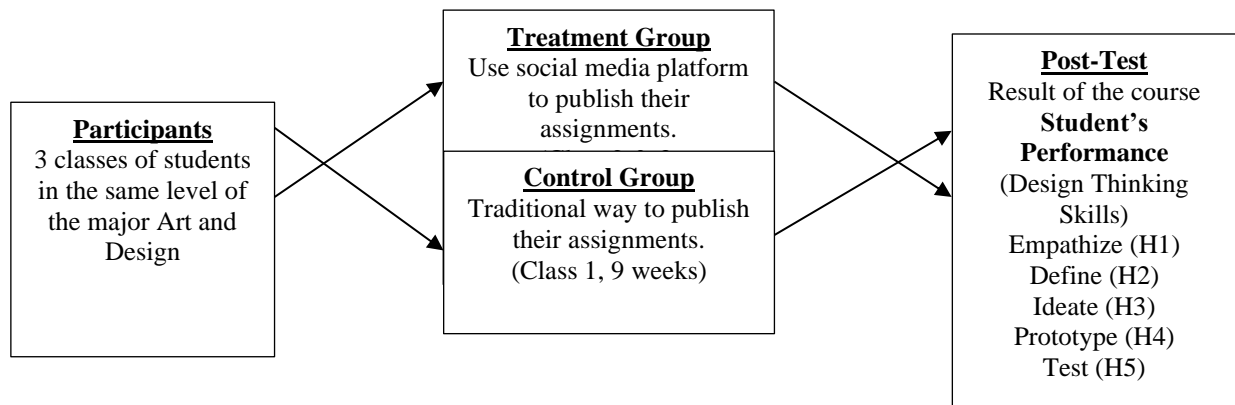 Participants
3 classes of students
in the same level of
the major Art and
Design
Treatment Group
Use social media platform
to publish their
assignments.
Control Group
Traditional way to publish
their assignments.
(Class 1, 9 weeks)
Post-Test
Result of the course
Student’s
Performance
(Design Thinking
Skills)
Empathize (H1)
Define (H2)
Ideate (H3)
Prototype (H4)
Test (H5)